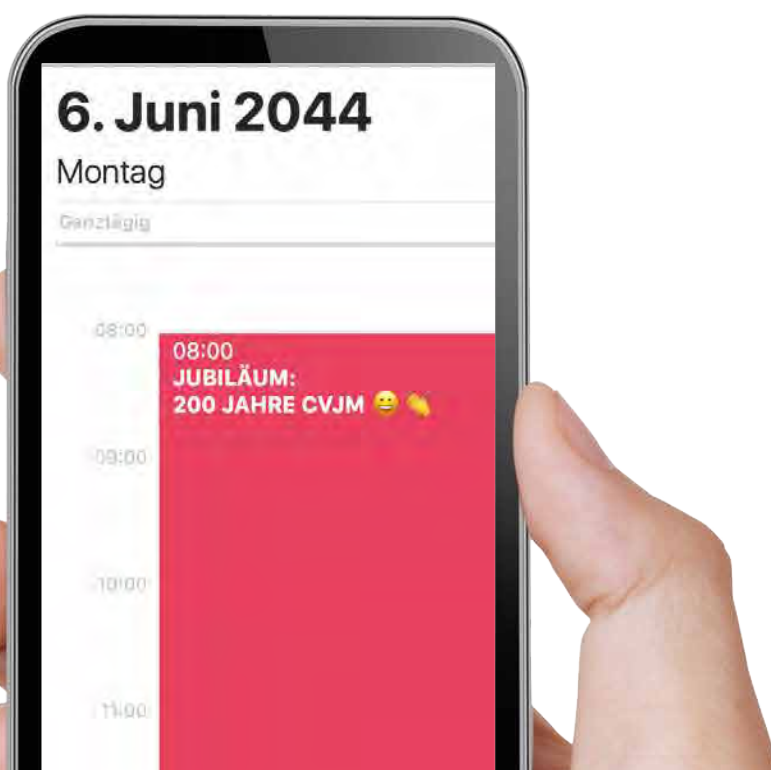 6. Juni 2044
Montag
Ganztägig
08:00
08:00
JUBILÄUM:
200 JAHRE CVJM 😀 👏
09:00
10:00
11:00